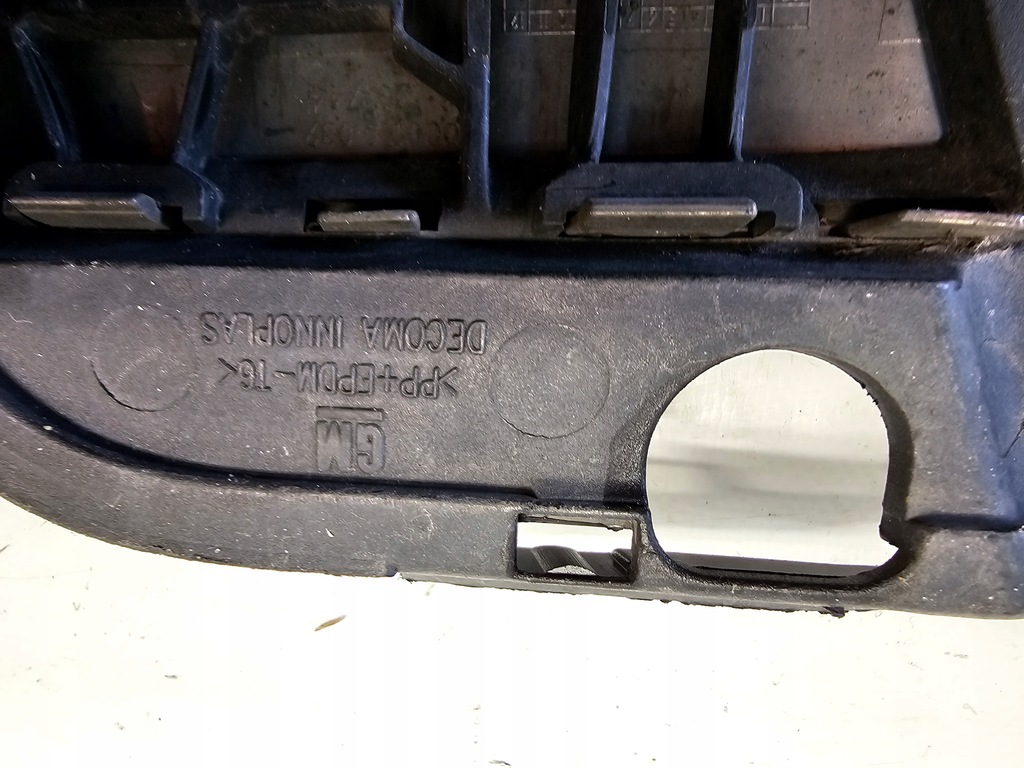 GM
>PP+EPDM-T6<
DECOMA INNOPLAS